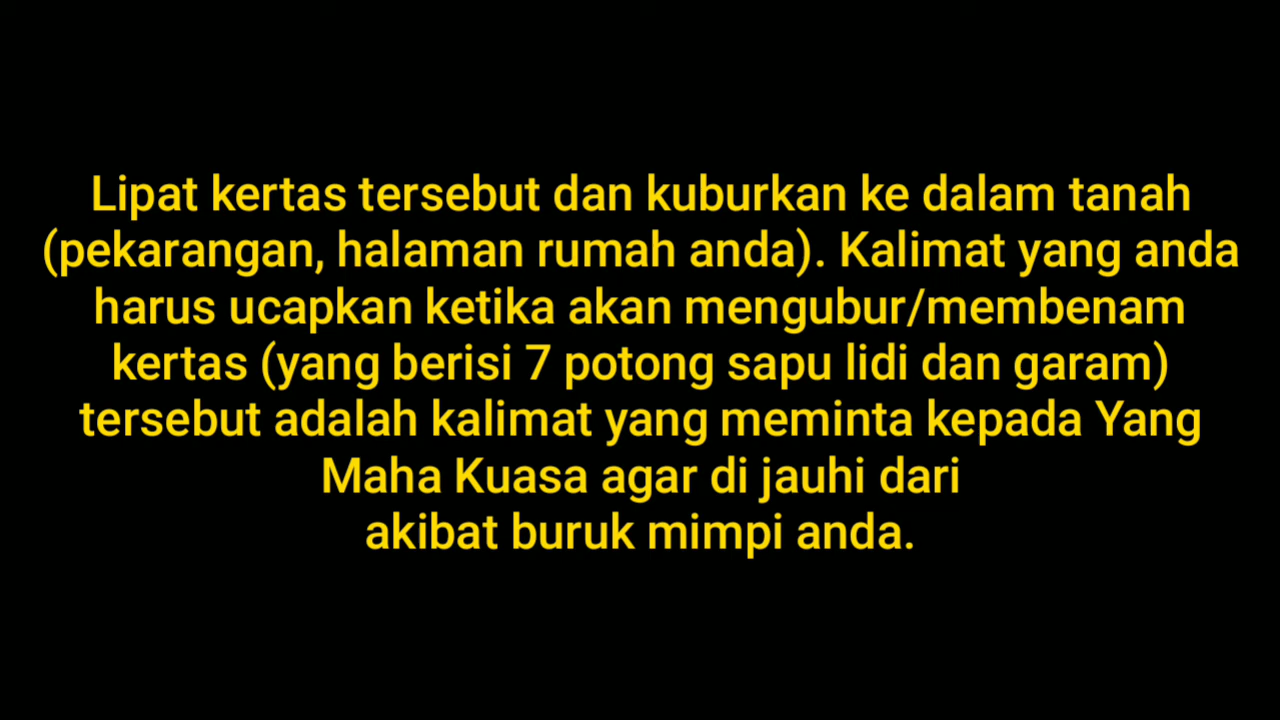 Lipat kertas tersebut dan kuburkan ke dalam tanah
(pekarangan, halaman rumah anda). Kalimat yang anda
harus ucapkan ketika akan mengubur/membenam
kertas (yang berisi 7 potong sapu lidi dan garam)
tersebut adalah kalimat yang meminta kepada Yang
Maha Kuasa agar di jauhi dari
akibat buruk mimpi anda.